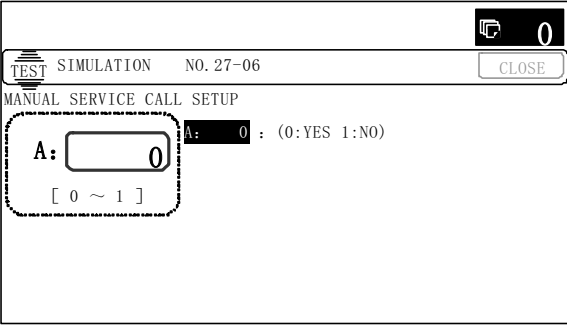 0
TEST SIMULATION NO.27-06 CLOSE
MANUAL SERVICE CALL SETUP
A: 0 : (0:YES 1:NO)
A: 0
[ 0 ~ 1 ]